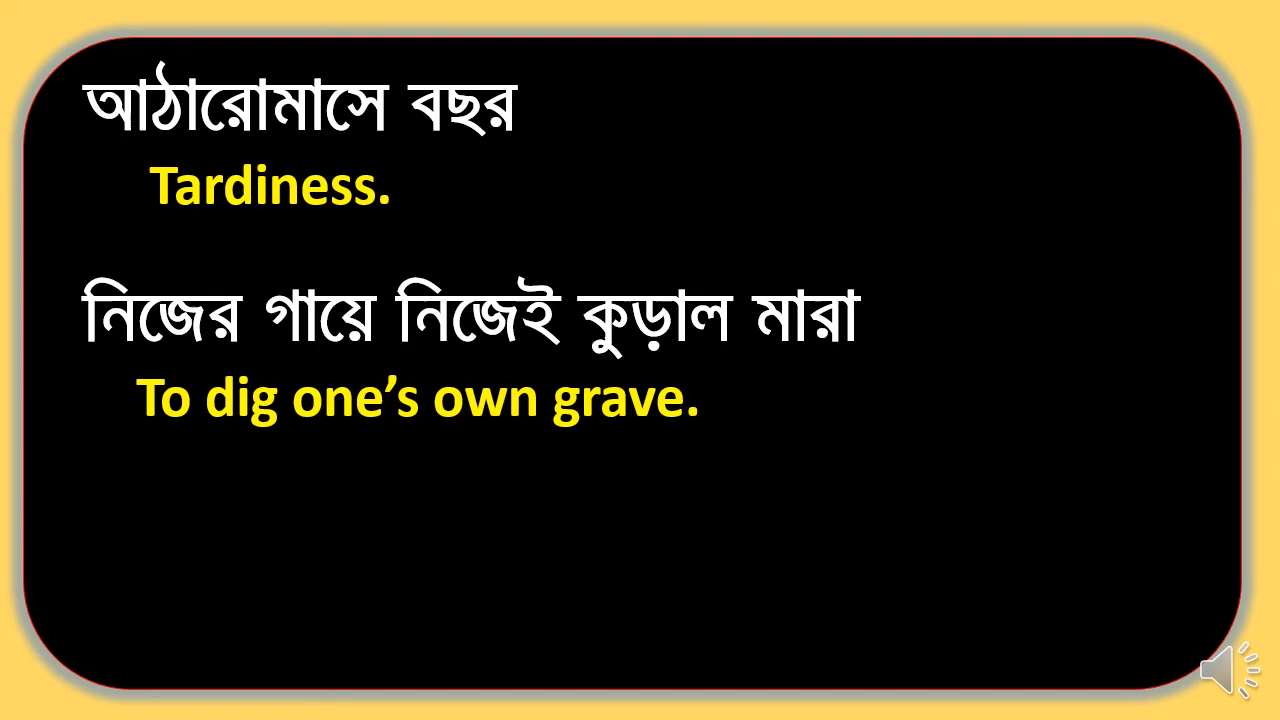 আঠারোমাসে বছর
Tardiness.
নিজের গায়ে নিজেই কুড়াল মারা
To dig one’s own grave.